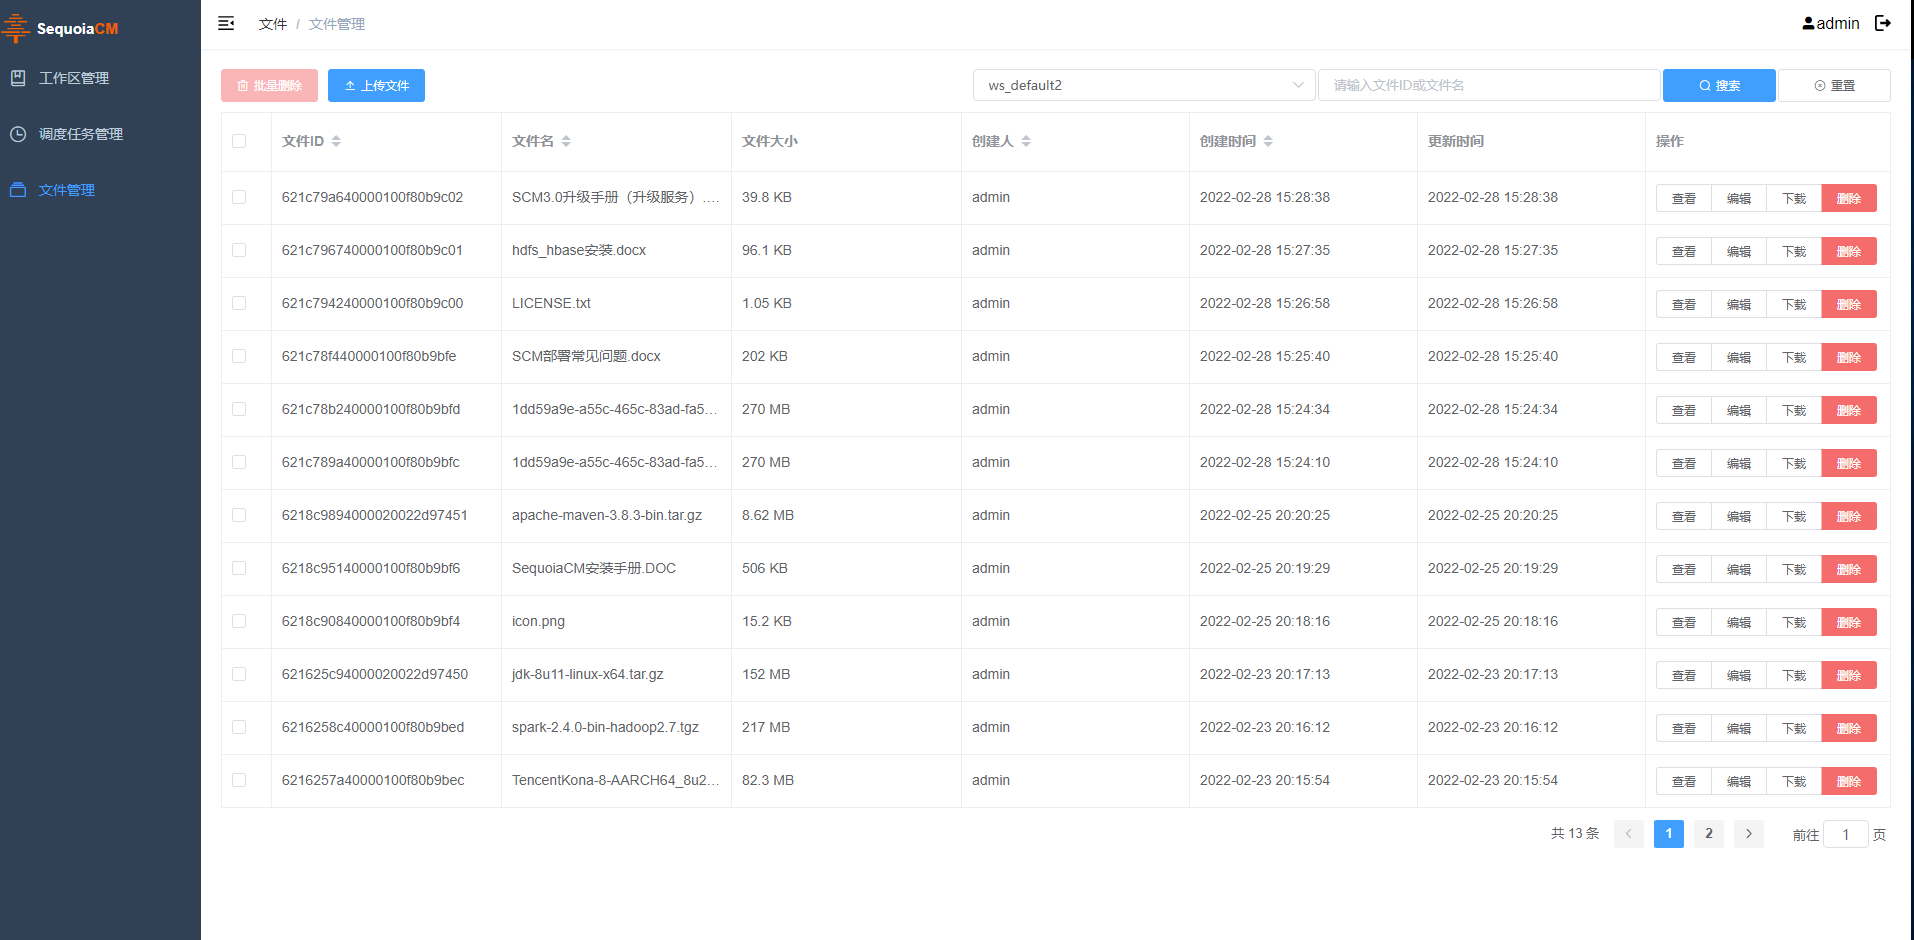 SequoiaCM
文件 / 文件管理
admin
工作区管理
调度任务管理
文件管理
批量删除 上传文件 ws_default2 请输入文件ID或文件名 搜索 重置
文件ID 文件名 文件大小 创建人 创建时间 更新时间 操作
621c79a640000100f80b9c02 SCM3.0升级手册（升级服务）.... 39.8 KB admin 2022-02-28 15:28:38 2022-02-28 15:28:38 查看 编辑 下载 删除
621c796740000100f80b9c01 hdfs_hbase安装.docx 96.1 KB admin 2022-02-28 15:27:35 2022-02-28 15:27:35 查看 编辑 下载 删除
621c794240000100f80b9c00 LICENSE.txt 1.05 KB admin 2022-02-28 15:26:58 2022-02-28 15:26:58 查看 编辑 下载 删除
621c78f440000100f80b9bfe SCM部署常见问题.docx 202 KB admin 2022-02-28 15:25:40 2022-02-28 15:25:40 查看 编辑 下载 删除
621c78b240000100f80b9bfd 1dd59a9e-a55c-465c-83ad-fa5... 270 MB admin 2022-02-28 15:24:34 2022-02-28 15:24:34 查看 编辑 下载 删除
621c789a40000100f80b9bfc 1dd59a9e-a55c-465c-83ad-fa5... 270 MB admin 2022-02-28 15:24:10 2022-02-28 15:24:10 查看 编辑 下载 删除
6218c9894000020022d97451 apache-maven-3.8.3-bin.tar.gz 8.62 MB admin 2022-02-25 20:20:25 2022-02-25 20:20:25 查看 编辑 下载 删除
6218c95140000100f80b9bf6 SequoiaCM安装手册.DOC 506 KB admin 2022-02-25 20:19:29 2022-02-25 20:19:29 查看 编辑 下载 删除
6218c90840000100f80b9bf4 icon.png 15.2 KB admin 2022-02-25 20:18:16 2022-02-25 20:18:16 查看 编辑 下载 删除
621625c94000020022d97450 jdk-8u11-linux-x64.tar.gz 152 MB admin 2022-02-23 20:17:13 2022-02-23 20:17:13 查看 编辑 下载 删除
6216258c40000100f80b9bed spark-2.4.0-bin-hadoop2.7.tgz 217 MB admin 2022-02-23 20:16:12 2022-02-23 20:16:12 查看 编辑 下载 删除
6216257a40000100f80b9bec TencentKona-8-AARCH64_8u2... 82.3 MB admin 2022-02-23 20:15:54 2022-02-23 20:15:54 查看 编辑 下载 删除
共 13 条 1 2 前往 1 页